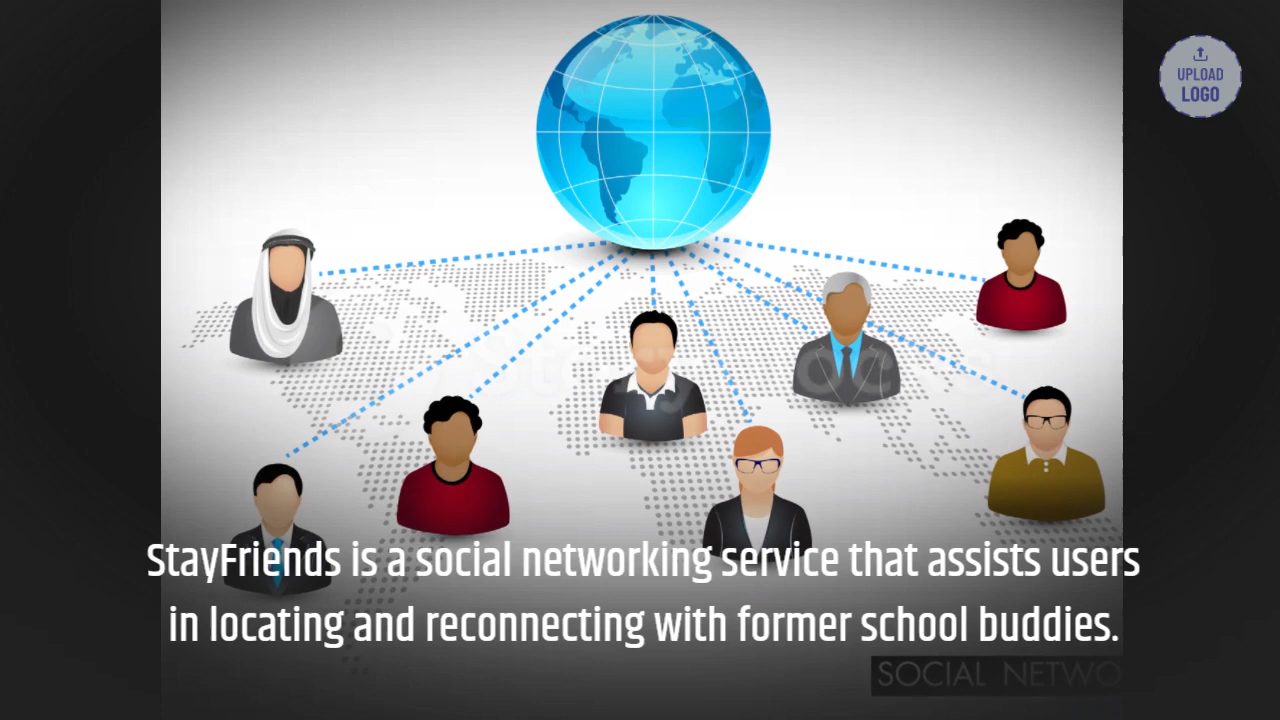 UPLOAD
LOGO
StayFriends is a social networking service that assists users
in locating and reconnecting with former school buddies.
SOCIAL NETWO